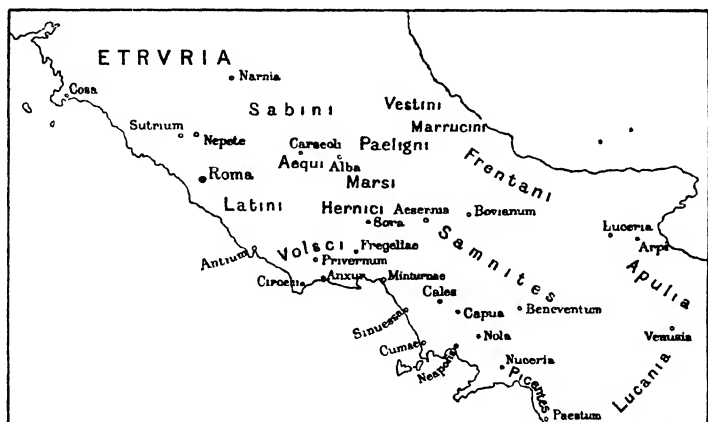 ETRVRIA
Narnia
Cosa
Sabini
Vestini
Marrucini
Sutrium
Nepete
Carseoli
Paeligni
Aequi
Alba
Frentani
Roma
Marsi
Latini
Hernici
Aesernia
Bovianum
Sora
Luceria
Arpi
Samnites
Volsci
Fregellae
Antium
Privernum
Apulia
Circeii
Anxur
Minturnae
Cales
Capua
Beneventum
Sinuessa
Venusia
Nola
Cumae
Neapolis
Nuceria
Picentes
Lucania
Paestum